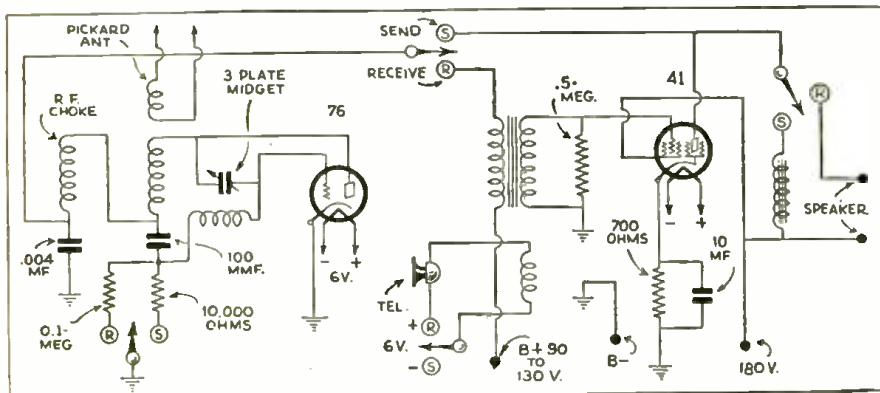 PICKARD
ANT
SEND
S
RECEIVE
R
3 PLATE
MIDGET
76
.5-
MEG.
41
R
S
R.F.
CHOKE
SPEAKER
.004
MF
100
MMF.
6V.
- +
700
OHMS
10
MF
- +
TEL.
0.1-
MEG
10,000
OHMS
R
S
+ R
6V.
- S
B+90
TO
130 V.
B-
180 V.